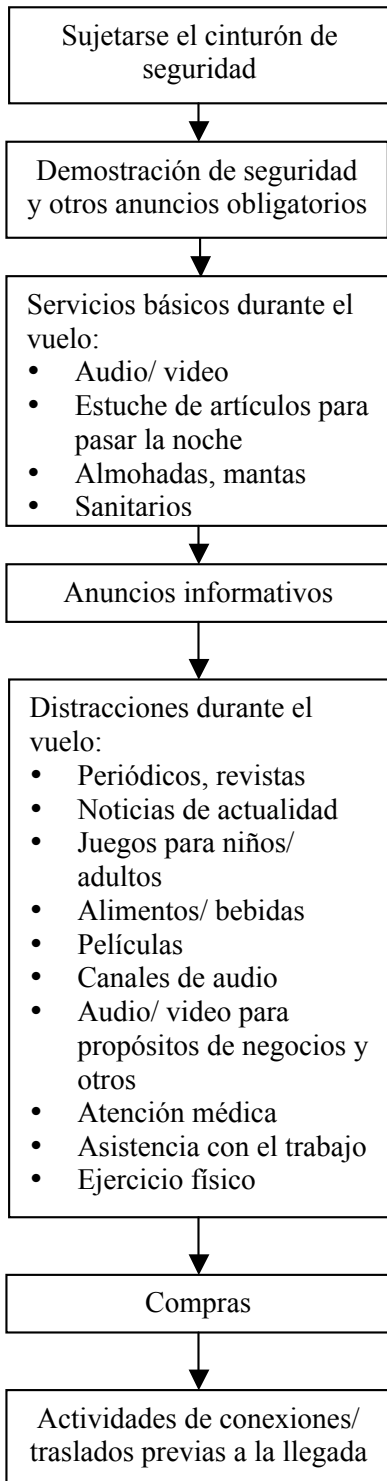 Sujetarse el cinturón de
seguridad
Demostración de seguridad
y otros anuncios obligatorios
Servicios básicos durante el
vuelo:
• Audio/ video
• Estuche de artículos para
pasar la noche
• Almohadas, mantas
• Sanitarios
Anuncios informativos
Distracciones durante el
vuelo:
• Periódicos, revistas
• Noticias de actualidad
• Juegos para niños/
adultos
• Alimentos/ bebidas
• Películas
• Canales de audio
• Audio/ video para
propósitos de negocios y
otros
• Atención médica
• Asistencia con el trabajo
• Ejercicio físico
Compras
Actividades de conexiones/
traslados previas a la llegada